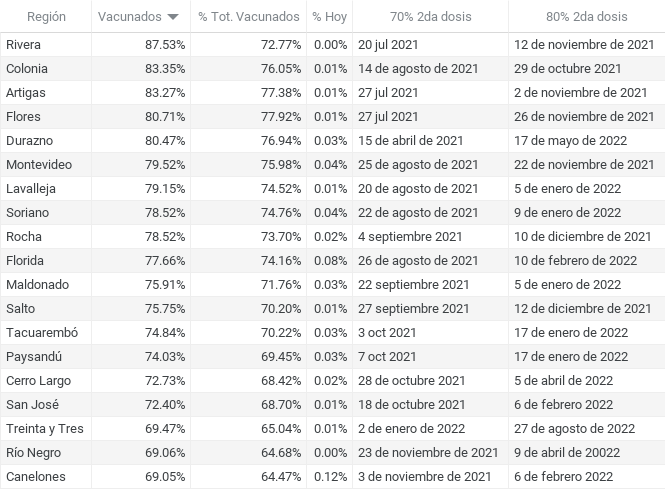 Región Vacunados % Tot. Vacunados % Hoy 70% 2da dosis 80% 2da dosis
Rivera 87.53% 72.77% 0.00% 20 jul 2021 12 de noviembre de 2021
Colonia 83.35% 76.05% 0.01% 14 de agosto de 2021 29 de octubre 2021
Artigas 83.27% 77.38% 0.01% 27 jul 2021 2 de noviembre de 2021
Flores 80.71% 77.92% 0.01% 27 jul 2021 26 de noviembre de 2021
Durazno 80.47% 76.94% 0.03% 15 de abril de 2021 17 de mayo de 2022
Montevideo 79.52% 75.98% 0.04% 25 de agosto de 2021 22 de noviembre de 2021
Lavalleja 79.15% 74.52% 0.01% 20 de agosto de 2021 5 de enero de 2022
Soriano 78.52% 74.76% 0.04% 22 de agosto de 2021 9 de enero de 2022
Rocha 78.52% 73.70% 0.02% 4 septiembre 2021 10 de diciembre de 2021
Florida 77.66% 74.16% 0.08% 26 de agosto de 2021 10 de febrero de 2022
Maldonado 75.91% 71.76% 0.03% 22 septiembre 2021 5 de enero de 2022
Salto 75.75% 70.20% 0.01% 27 septiembre 2021 12 de diciembre de 2021
Tacuarembó 74.84% 70.22% 0.03% 3 oct 2021 17 de enero de 2022
Paysandú 74.03% 69.45% 0.03% 7 oct 2021 17 de enero de 2022
Cerro Largo 72.73% 68.42% 0.02% 28 de octubre 2021 5 de abril de 2022
San José 72.40% 68.70% 0.01% 18 de octubre 2021 6 de febrero 2022
Treinta y Tres 69.47% 65.04% 0.01% 2 de enero de 2022 27 de agosto de 2022
Río Negro 69.06% 64.68% 0.00% 23 de noviembre de 2021 9 de abril de 20022
Canelones 69.05% 64.47% 0.12% 3 de noviembre de 2021 6 de febrero 2022